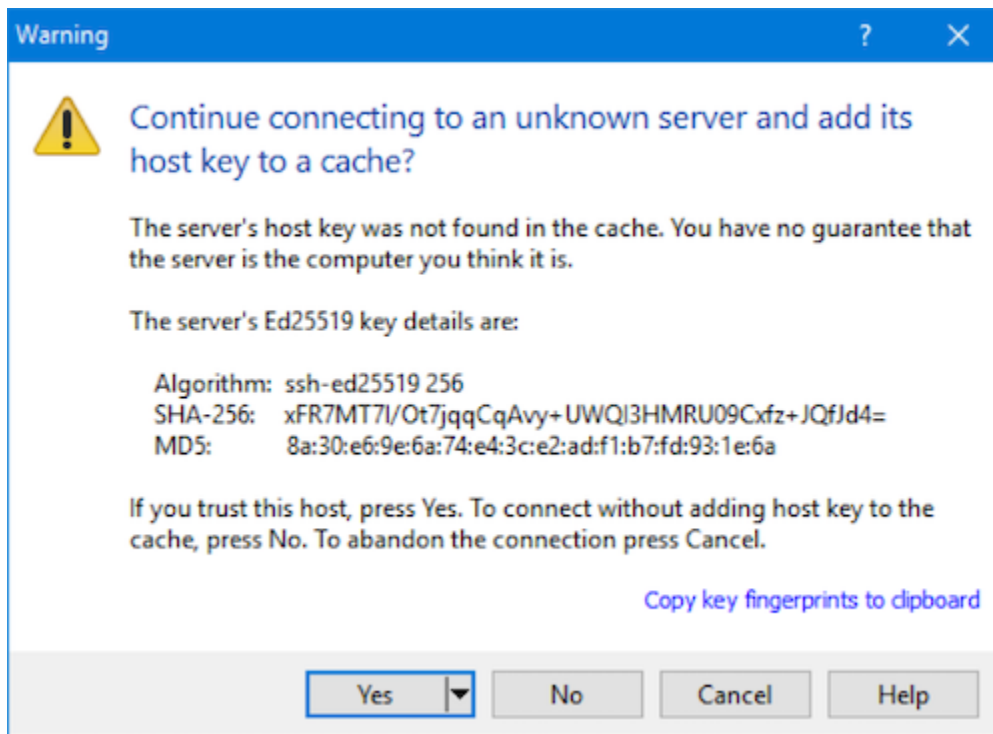 Warning
Continue connecting to an unknown server and add its
host key to a cache?
The server's host key was not found in the cache. You have no guarantee that
the server is the computer you think it is.
The server's Ed25519 key details are:
Algorithm: ssh-ed25519 256
SHA-256: xFR7MT7I/Ot7jqqCqAvy+UWQI3HMRU09Cxfz+JQfJd4=
MD5: 8a:30:e6:9e:6a:74:e4:3c:e2:ad:f1:b7:fd:93:1e:6a
If you trust this host, press Yes. To connect without adding host key to the
cache, press No. To abandon the connection press Cancel.
Copy key fingerprints to clipboard
Yes No Cancel Help